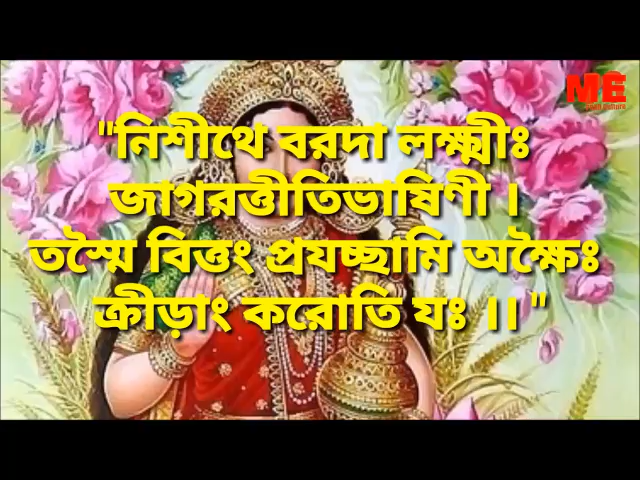 ME
"নিশীথে বরদা লক্ষ্মীঃ
জাগরত্তীতিভাষিণী ।
তস্মৈ বিত্তং প্রযচ্ছামি অক্ষৈঃ
ক্রীড়াং করোতি যঃ ।।"